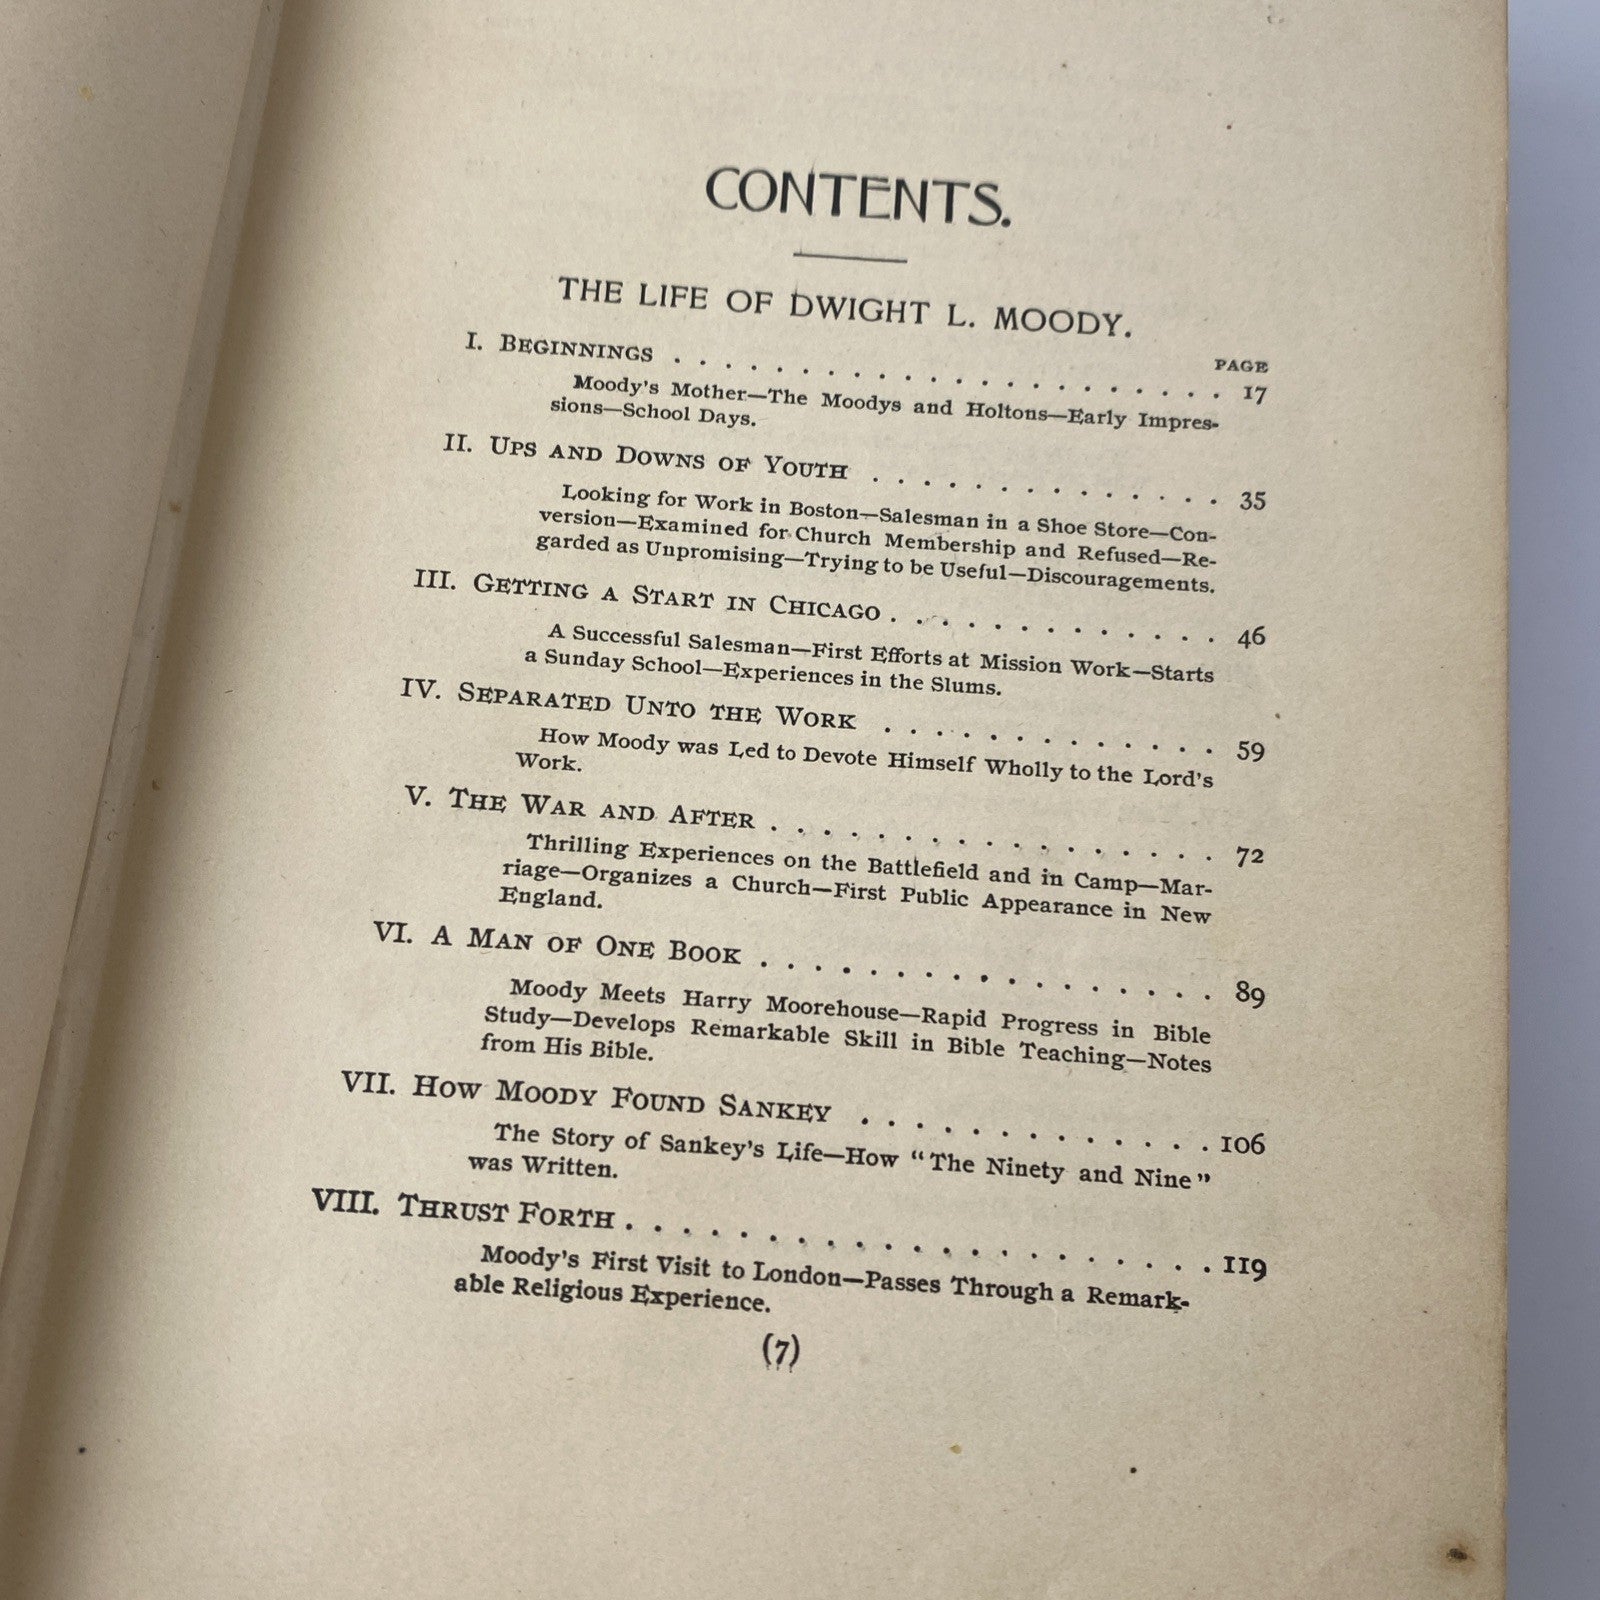 CONTENTS.
THE LIFE OF DWIGHT L. MOODY.
PAGE
I. BEGINNINGS . . . . . . . . . . . . . . . . . . . . . 17
Moody's Mother—The Moodys and Holtons—Early Impres-
sions—School Days.
II. UPS AND DOWNS OF YOUTH . . . . . . . . . . . . . . 35
Looking for Work in Boston—Salesman in a Shoe Store—Con-
version—Examined for Church Membership and Refused—Re-
garded as Unpromising—Trying to be Useful—Discouragements.
III. GETTING A START IN CHICAGO . . . . . . . . . . . . . 46
A Successful Salesman—First Efforts at Mission Work—Starts
a Sunday School—Experiences in the Slums.
IV. SEPARATED UNTO THE WORK . . . . . . . . . . . . . 59
How Moody was Led to Devote Himself Wholly to the Lord's
Work.
V. THE WAR AND AFTER . . . . . . . . . . . . . . . . . 72
Thrilling Experiences on the Battlefield and in Camp—Mar-
riage—Organizes a Church—First Public Appearance in New
England.
VI. A MAN OF ONE BOOK . . . . . . . . . . . . . . . . . 89
Moody Meets Harry Moorehouse—Rapid Progress in Bible
Study—Develops Remarkable Skill in Bible Teaching—Notes
from His Bible.
VII. HOW MOODY FOUND SANKEY . . . . . . . . . . . . . 106
The Story of Sankey's Life—How "The Ninety and Nine"
was Written.
VIII. THRUST FORTH . . . . . . . . . . . . . . . . . . . . . 119
Moody's First Visit to London—Passes Through a Remark-
able Religious Experience.
(7)